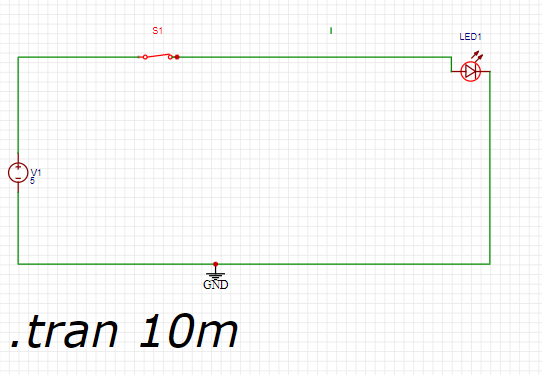 S1
LED1
V1
5
GND
.tran 10m